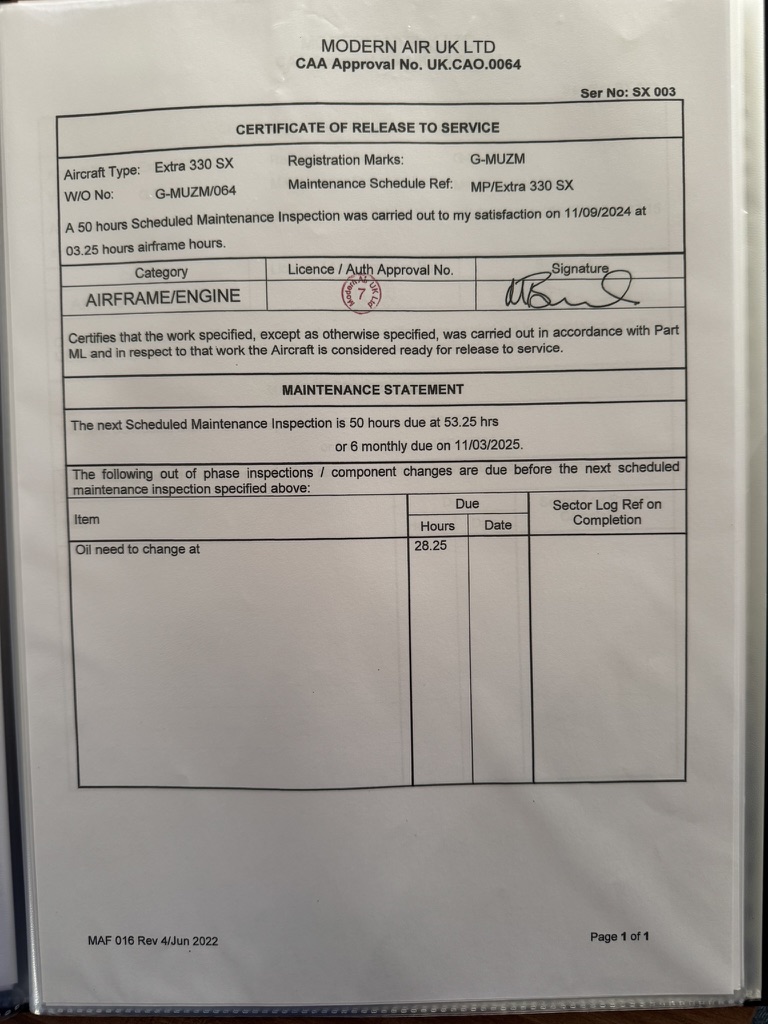 MODERN AIR UK LTD
CAA Approval No. UK.CAO.0064
Ser No: SX 003
CERTIFICATE OF RELEASE TO SERVICE
Aircraft Type: Extra 330 SX Registration Marks: G-MUZM
W/O No: G-MUZM/064 Maintenance Schedule Ref: MP/Extra 330 SX
A 50 hours Scheduled Maintenance Inspection was carried out to my satisfaction on 11/09/2024 at
03.25 hours airframe hours.
Category Licence / Auth Approval No. Signature
AIRFRAME/ENGINE
Modern Air UK Ltd
7
Certifies that the work specified, except as otherwise specified, was carried out in accordance with Part
ML and in respect to that work the Aircraft is considered ready for release to service.
MAINTENANCE STATEMENT
The next Scheduled Maintenance Inspection is 50 hours due at 53.25 hrs
or 6 monthly due on 11/03/2025.
The following out of phase inspections / component changes are due before the next scheduled
maintenance inspection specified above:
Item Due Sector Log Ref on
Hours Date Completion
Oil need to change at 28.25
MAF 016 Rev 4/Jun 2022 Page 1 of 1